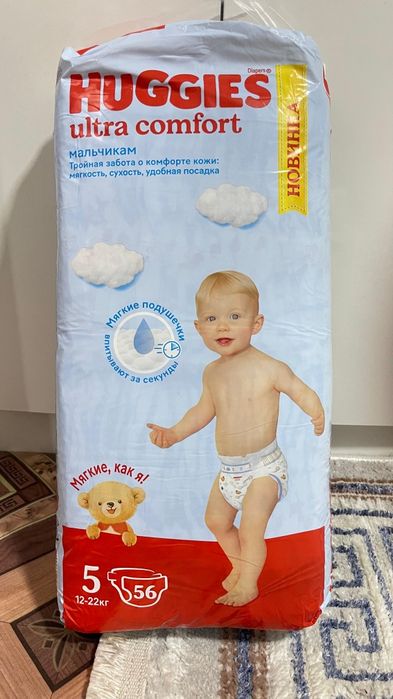 Diapers
HUGGIES
ultra comfort
мальчикам
Тройная забота о комфорте кожи:
мягкость, сухость, удобная посадка
НОВИНКА
Мягкие подушечки
впитывают за секунды
Мягкие, как я!
5
56
12-22кг